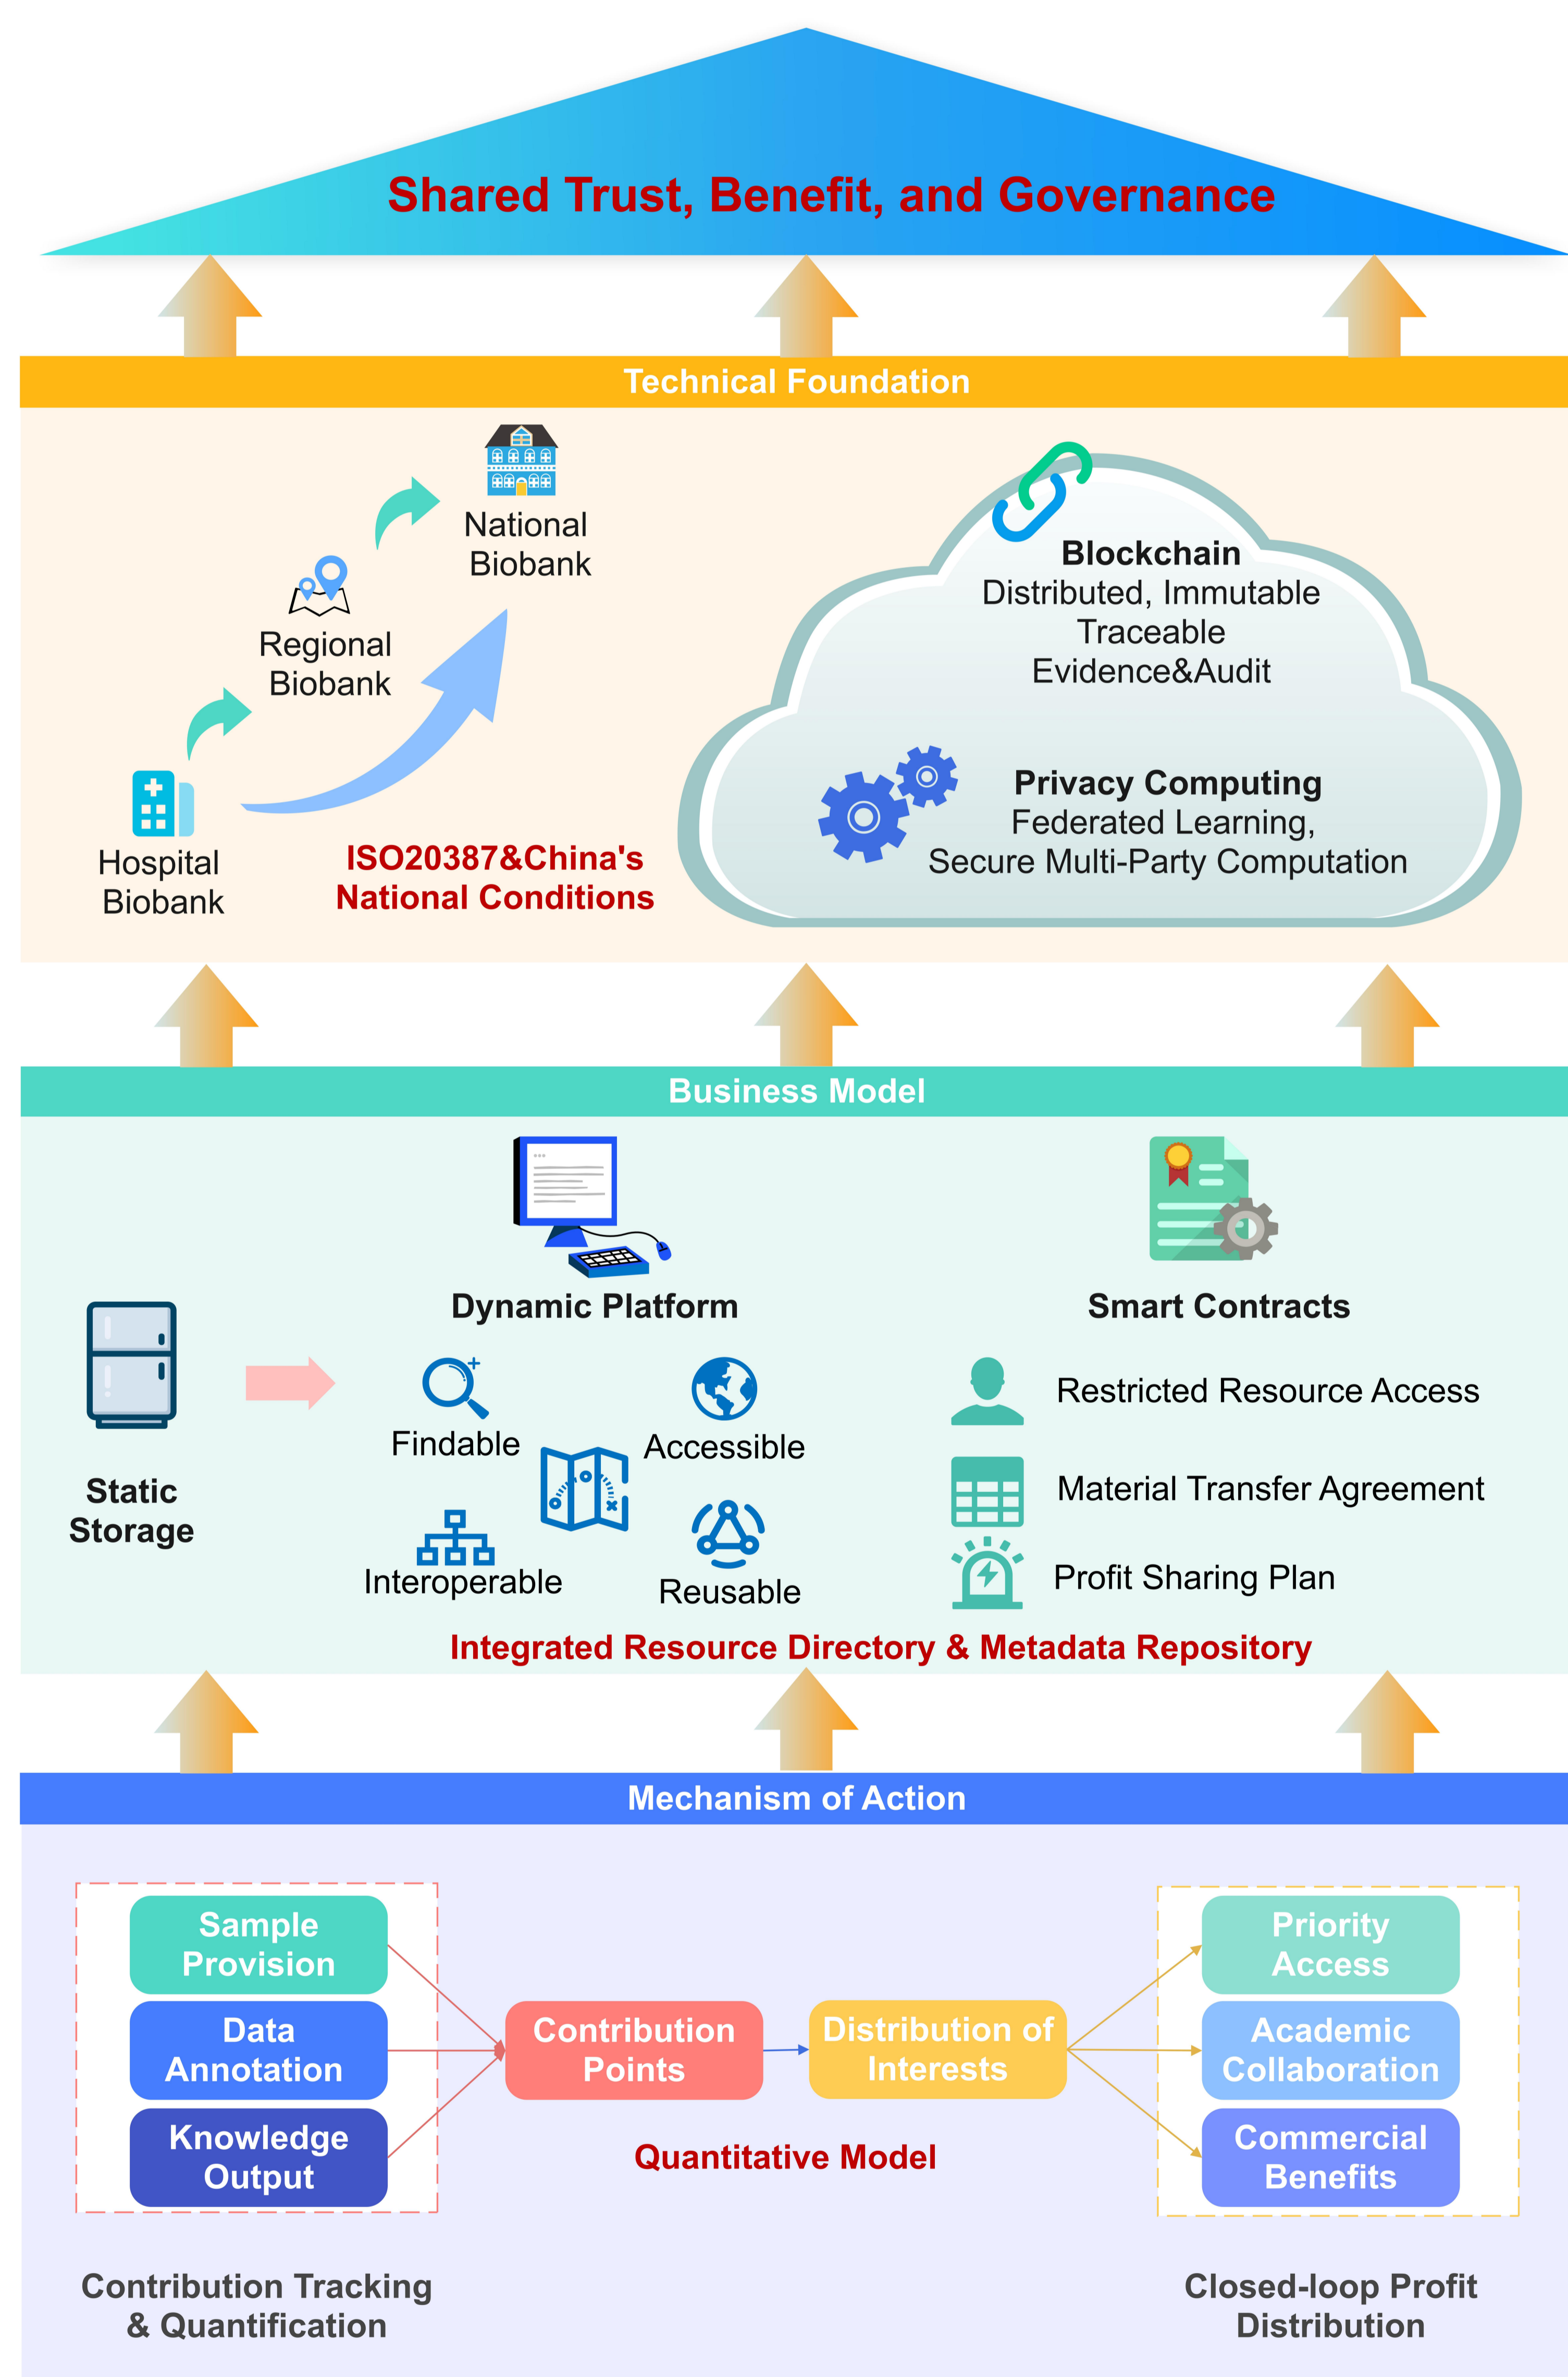 Shared Trust, Benefit, and Governance
Technical Foundation
National
Biobank
Regional
Biobank
Hospital
Biobank
ISO20387&China's
National Conditions
Blockchain
Distributed, Immutable
Traceable
Evidence&Audit
Privacy Computing
Federated Learning,
Secure Multi-Party Computation
Business Model
Static
Storage
Dynamic Platform
Findable
Accessible
Interoperable
Reusable
Smart Contracts
Restricted Resource Access
Material Transfer Agreement
Profit Sharing Plan
Integrated Resource Directory & Metadata Repository
Mechanism of Action
Sample
Provision
Data
Annotation
Knowledge
Output
Contribution
Points
Distribution of
Interests
Quantitative Model
Priority
Access
Academic
Collaboration
Commercial
Benefits
Contribution Tracking
& Quantification
Closed-loop Profit
Distribution